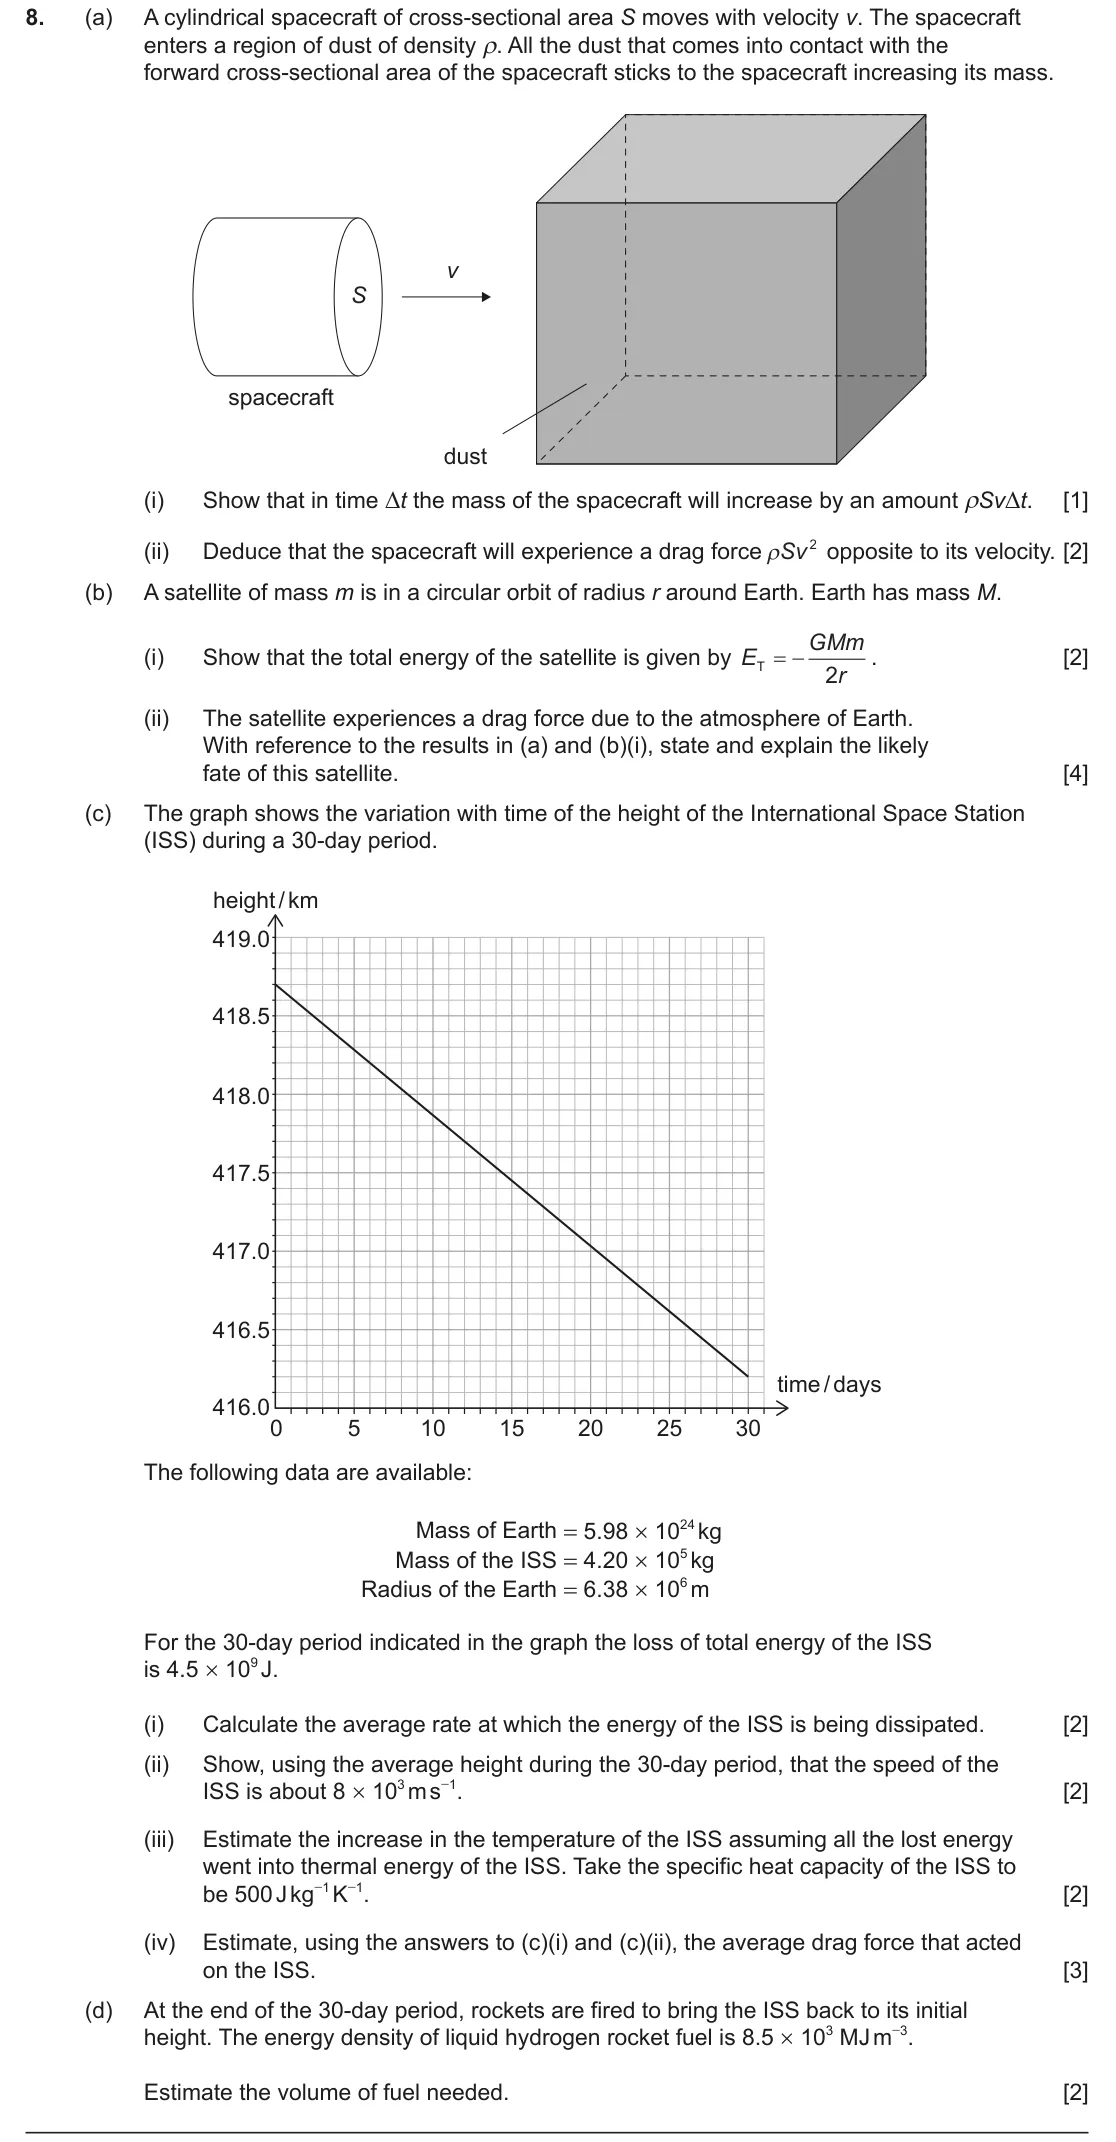 8. (a) A cylindrical spacecraft of cross-sectional area S moves with velocity v. The spacecraft
enters a region of dust of density ρ. All the dust that comes into contact with the
forward cross-sectional area of the spacecraft sticks to the spacecraft increasing its mass.
v
S
spacecraft
dust
(i) Show that in time Δt the mass of the spacecraft will increase by an amount ρSvΔt. [1]
(ii) Deduce that the spacecraft will experience a drag force ρSv² opposite to its velocity. [2]
(b) A satellite of mass m is in a circular orbit of radius r around Earth. Earth has mass M.
(i) Show that the total energy of the satellite is given by E_T = −GMm/2r. [2]
(ii) The satellite experiences a drag force due to the atmosphere of Earth.
With reference to the results in (a) and (b)(i), state and explain the likely
fate of this satellite. [4]
(c) The graph shows the variation with time of the height of the International Space Station
(ISS) during a 30-day period.
height/km
419.0
418.5
418.0
417.5
417.0
416.5
416.0
time/days
0 5 10 15 20 25 30
The following data are available:
Mass of Earth = 5.98 × 10²⁴ kg
Mass of the ISS = 4.20 × 10⁵ kg
Radius of the Earth = 6.38 × 10⁶ m
For the 30-day period indicated in the graph the loss of total energy of the ISS
is 4.5 × 10⁹ J.
(i) Calculate the average rate at which the energy of the ISS is being dissipated. [2]
(ii) Show, using the average height during the 30-day period, that the speed of the
ISS is about 8 × 10³ m s⁻¹. [2]
(iii) Estimate the increase in the temperature of the ISS assuming all the lost energy
went into thermal energy of the ISS. Take the specific heat capacity of the ISS to
be 500 J kg⁻¹ K⁻¹. [2]
(iv) Estimate, using the answers to (c)(i) and (c)(ii), the average drag force that acted
on the ISS. [3]
(d) At the end of the 30-day period, rockets are fired to bring the ISS back to its initial
height. The energy density of liquid hydrogen rocket fuel is 8.5 × 10³ MJ m⁻³.
Estimate the volume of fuel needed. [2]